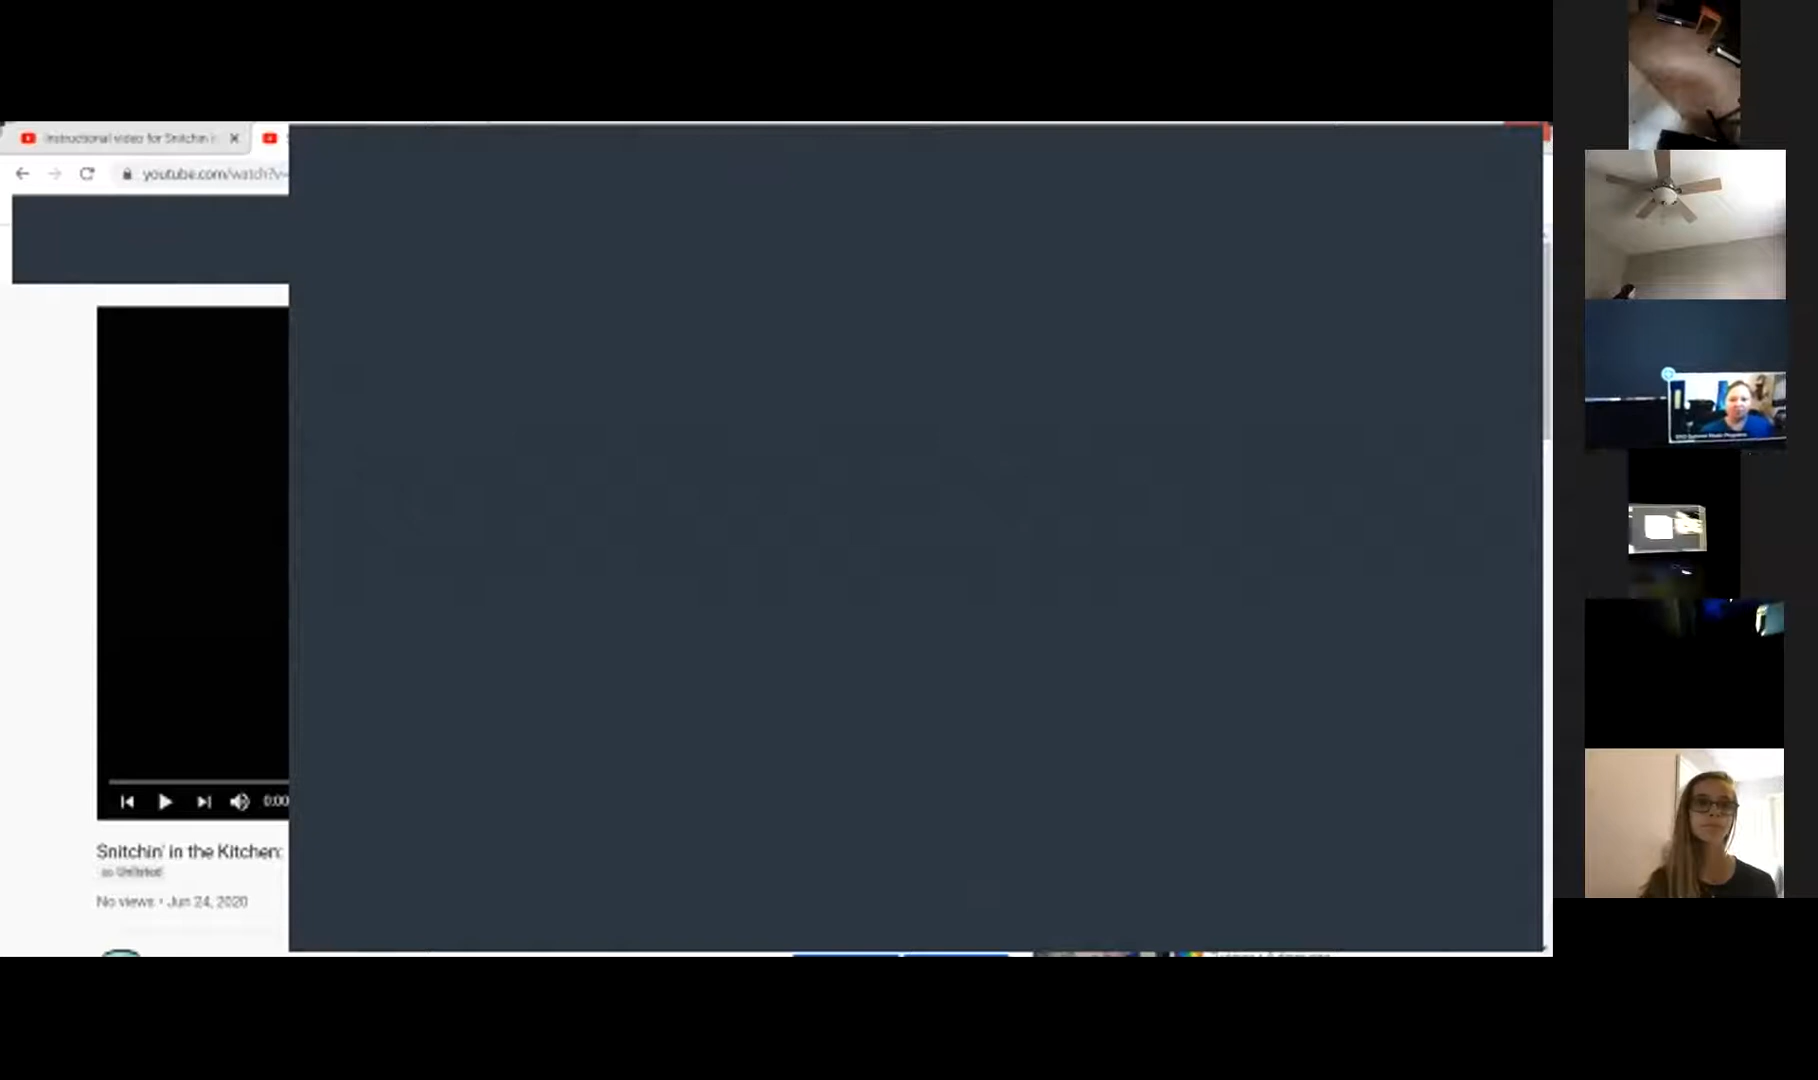 Instructional video for Snitchin
youtube.com/watch?v=
0:00
Snitchin' in the Kitchen:
Unlisted
No views • Jun 24, 2020